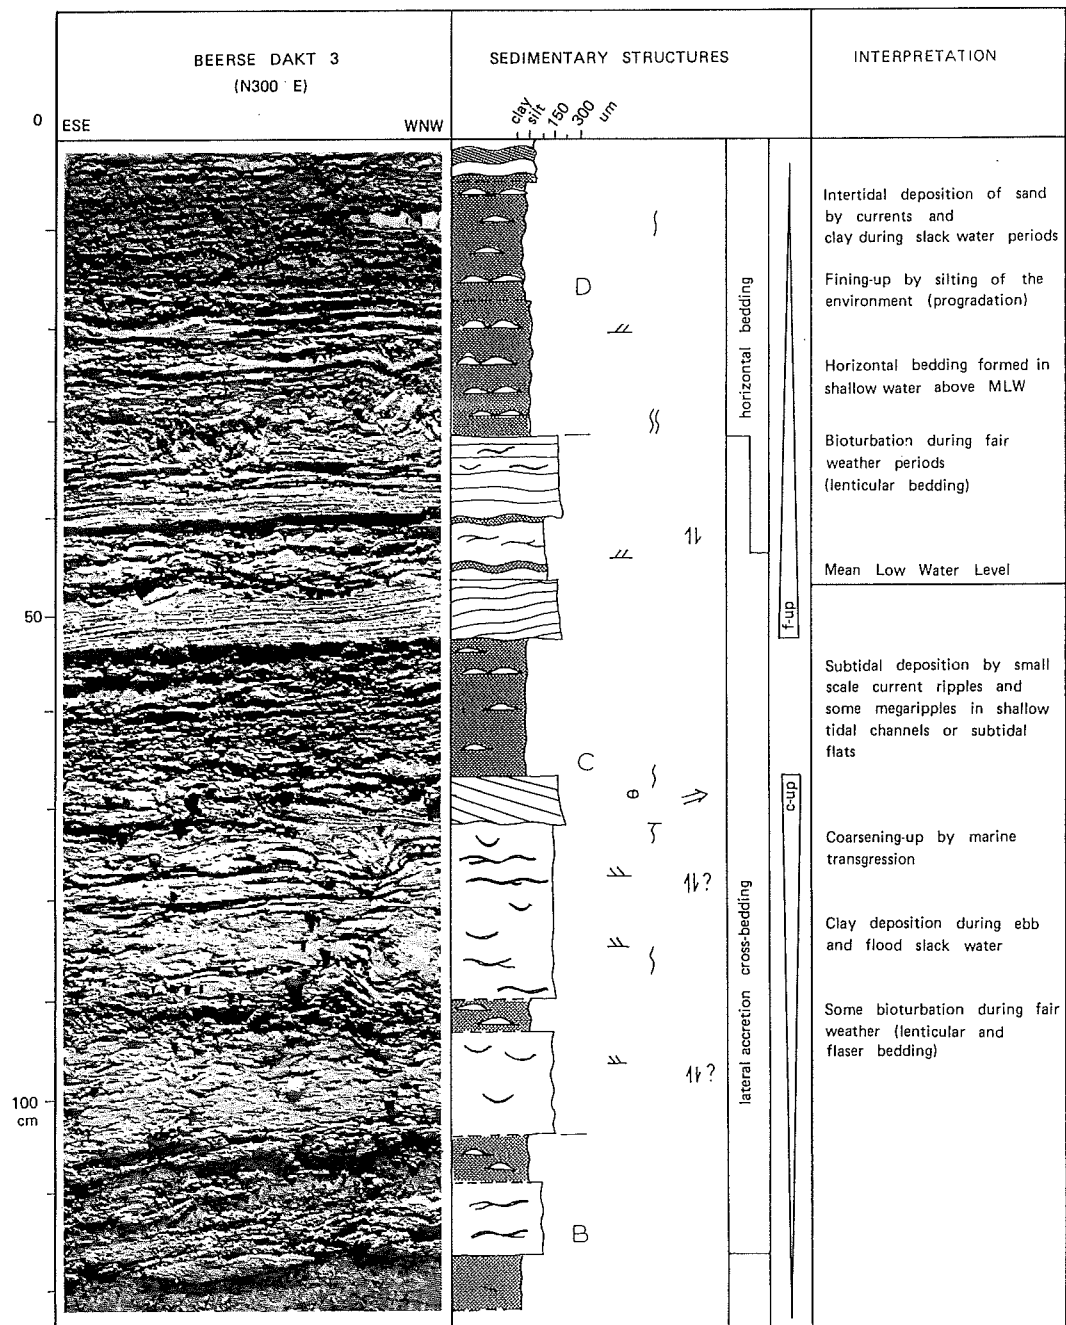 BEERSE DAKT 3
(N300 E)
SEDIMENTARY STRUCTURES
INTERPRETATION
clay
silt
150
300
um
0
ESE
WNW
Intertidal deposition of sand
by currents and
clay during slack water periods
D
Fining-up by silting of the
environment (progradation)
horizontal bedding
Horizontal bedding formed in
shallow water above MLW
Bioturbation during fair
weather periods
(lenticular bedding)
Mean Low Water Level
50
f-up
Subtidal deposition by small
scale current ripples and
some megaripples in shallow
tidal channels or subtidal
flats
C
c-up
Coarsening-up by marine
transgression
?
lateral accretion cross-bedding
Clay deposition during ebb
and flood slack water
Some bioturbation during fair
weather (lenticular and
flaser bedding)
?
100
cm
B